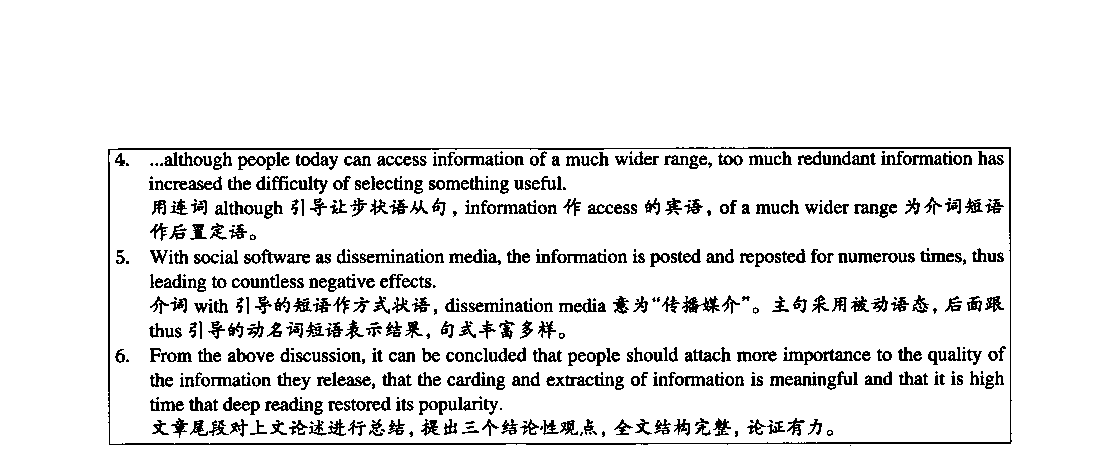 4. ...although people today can access information of a much wider range, too much redundant information has
increased the difficulty of selecting something useful.
用连词 although 引导让步状语从句，information 作 access 的宾语，of a much wider range 为介词短语
作后置定语。
5. With social software as dissemination media, the information is posted and reposted for numerous times, thus
leading to countless negative effects.
介词 with 引导的短语作方式状语，dissemination media 意为“传播媒介”。主句采用被动语态，后面跟
thus 引导的动名词短语表示结果，句式丰富多样。
6. From the above discussion, it can be concluded that people should attach more importance to the quality of
the information they release, that the carding and extracting of information is meaningful and that it is high
time that deep reading restored its popularity.
文章尾段对上文论述进行总结，提出三个结论性观点，全文结构完整，论证有力。